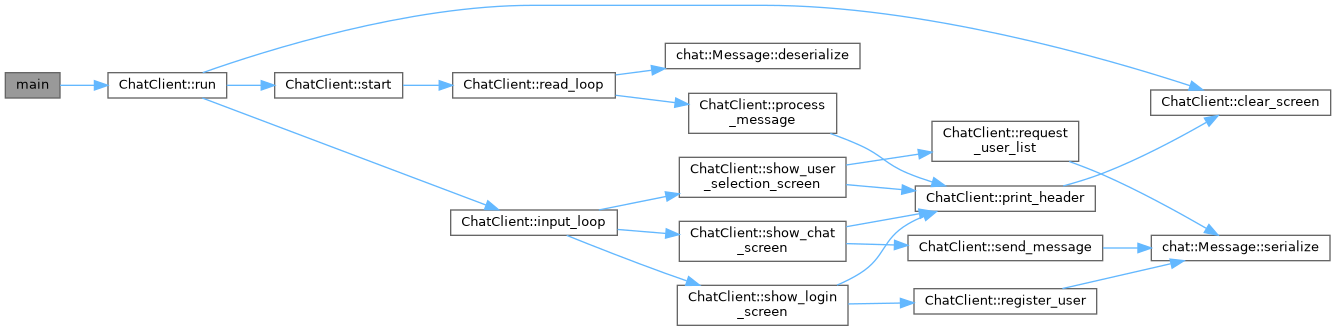 main
ChatClient::run
ChatClient::start
ChatClient::read_loop
chat::Message::deserialize
ChatClient::process
_message
ChatClient::input_loop
ChatClient::show_user
_selection_screen
ChatClient::show_chat
_screen
ChatClient::show_login
_screen
ChatClient::request
_user_list
ChatClient::print_header
ChatClient::send_message
ChatClient::register_user
ChatClient::clear_screen
chat::Message::serialize